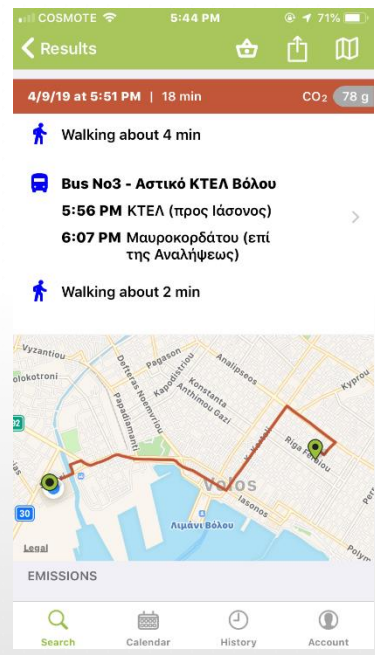 COSMOTE 5:44 PM 71%
Results
4/9/19 at 5:51 PM | 18 min CO₂ 78 g
Walking about 4 min
Bus No3 - Αστικό ΚΤΕΛ Βόλου
5:56 PM ΚΤΕΛ (προς Ιάσονος)
6:07 PM Μαυροκορδάτου (επί
της Αναλήψεως)
Walking about 2 min
Vyzantiou
olokotroni
Defteras Noemvriou
Pagason
Kapodistriou
Analipseos
Konstanta
Anthimou Gazi
Papadiamanti
Kyprou
K. Kartali
Riga Fereou
Volos
Iasonos
30
Λιμάνι Βόλου
Legal
Polym
EMISSIONS
Search Calendar History Account